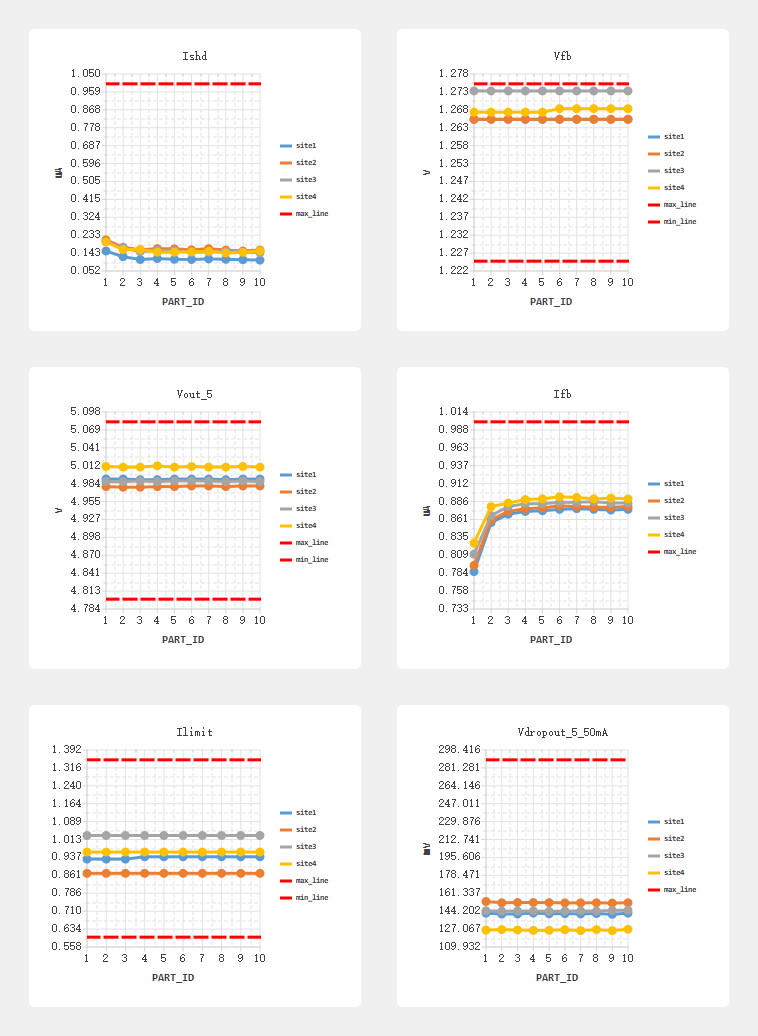 Ishd
1.050
0.959
0.868
0.778
0.687
0.596
0.505
0.415
0.324
0.233
0.143
0.052
mA
1 2 3 4 5 6 7 8 9 10
PART_ID
site1
site2
site3
site4
max_line
Vfb
1.278
1.273
1.268
1.263
1.258
1.253
1.247
1.242
1.237
1.232
1.227
1.222
V
1 2 3 4 5 6 7 8 9 10
PART_ID
site1
site2
site3
site4
max_line
min_line
Vout_5
5.098
5.069
5.041
5.012
4.984
4.955
4.927
4.898
4.870
4.841
4.813
4.784
V
1 2 3 4 5 6 7 8 9 10
PART_ID
site1
site2
site3
site4
max_line
min_line
Ifb
1.014
0.988
0.963
0.937
0.912
0.886
0.861
0.835
0.809
0.784
0.758
0.733
mA
1 2 3 4 5 6 7 8 9 10
PART_ID
site1
site2
site3
site4
max_line
Ilimit
1.392
1.316
1.240
1.164
1.089
1.013
0.937
0.861
0.786
0.710
0.634
0.558
1 2 3 4 5 6 7 8 9 10
PART_ID
site1
site2
site3
site4
max_line
min_line
Vdropout_5_50mA
298.416
281.281
264.146
247.011
229.876
212.741
195.606
178.471
161.337
144.202
127.067
109.932
mV
1 2 3 4 5 6 7 8 9 10
PART_ID
site1
site2
site3
site4
max_line